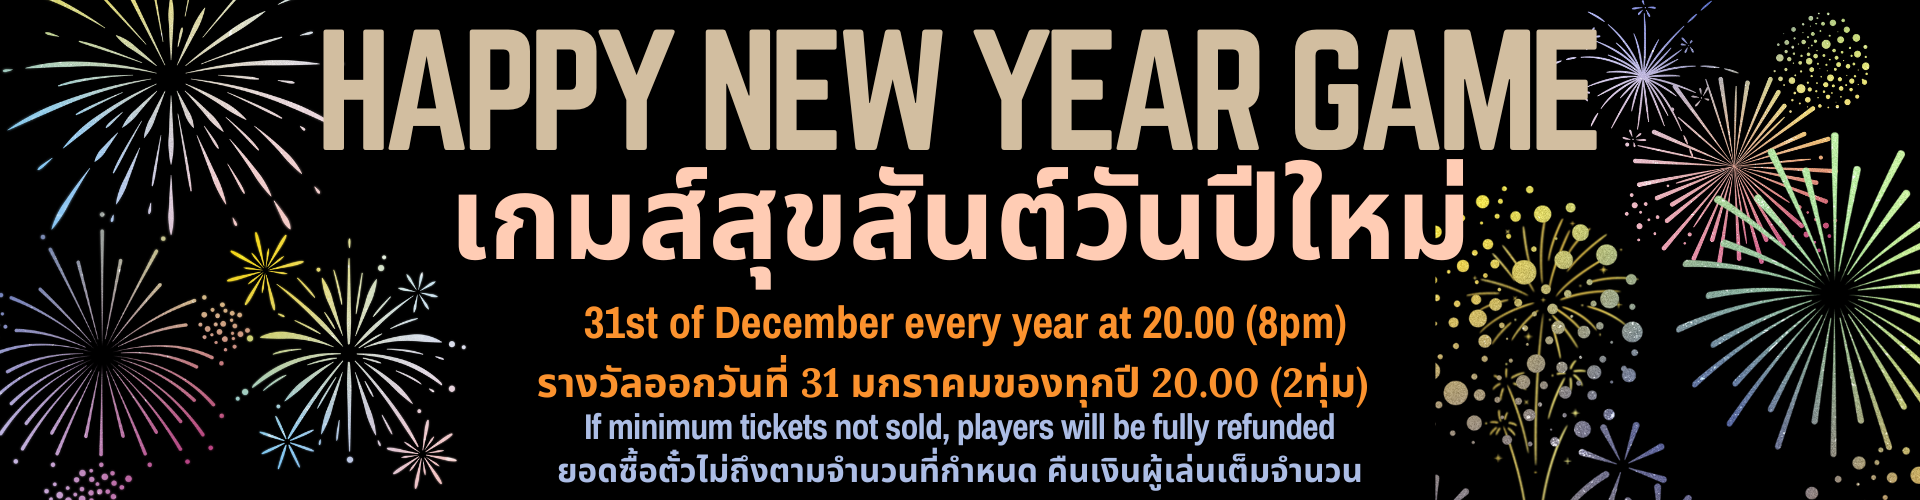 HAPPY NEW YEAR GAME
เกมส์สุขสันต์วันปีใหม่
31st of December every year at 20.00 (8pm)
รางวัลออกวันที่ 31 มกราคมของทุกปี 20.00 (2ทุ่ม)
If minimum tickets not sold, players will be fully refunded
ยอดซื้อตั๋วไม่ถึงตามจำนวนที่กำหนด คืนเงินผู้เล่นเต็มจำนวน